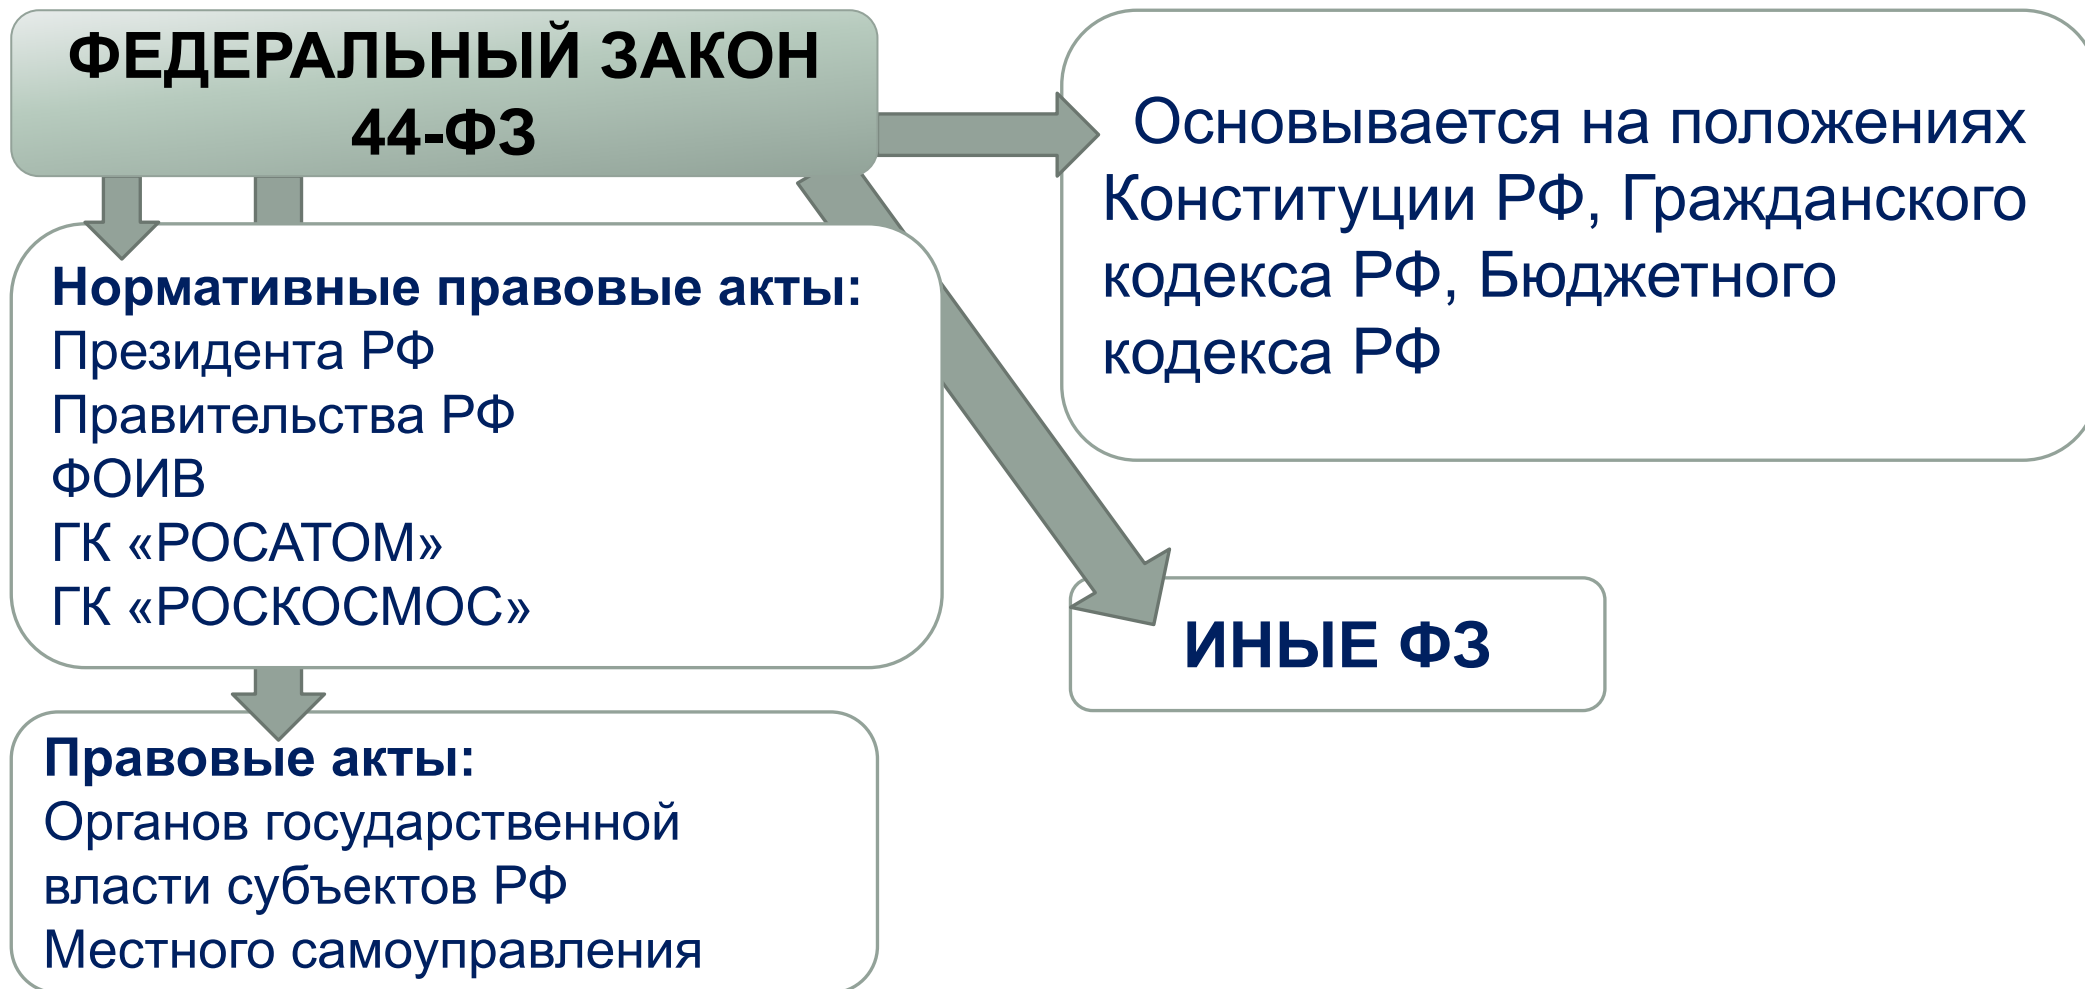 ФЕДЕРАЛЬНЫЙ ЗАКОН
44-ФЗ
Основывается на положениях
Конституции РФ, Гражданского
кодекса РФ, Бюджетного
кодекса РФ
Нормативные правовые акты:
Президента РФ
Правительства РФ
ФОИВ
ГК «РОСАТОМ»
ГК «РОСКОСМОС»
ИНЫЕ ФЗ
Правовые акты:
Органов государственной
власти субъектов РФ
Местного самоуправления